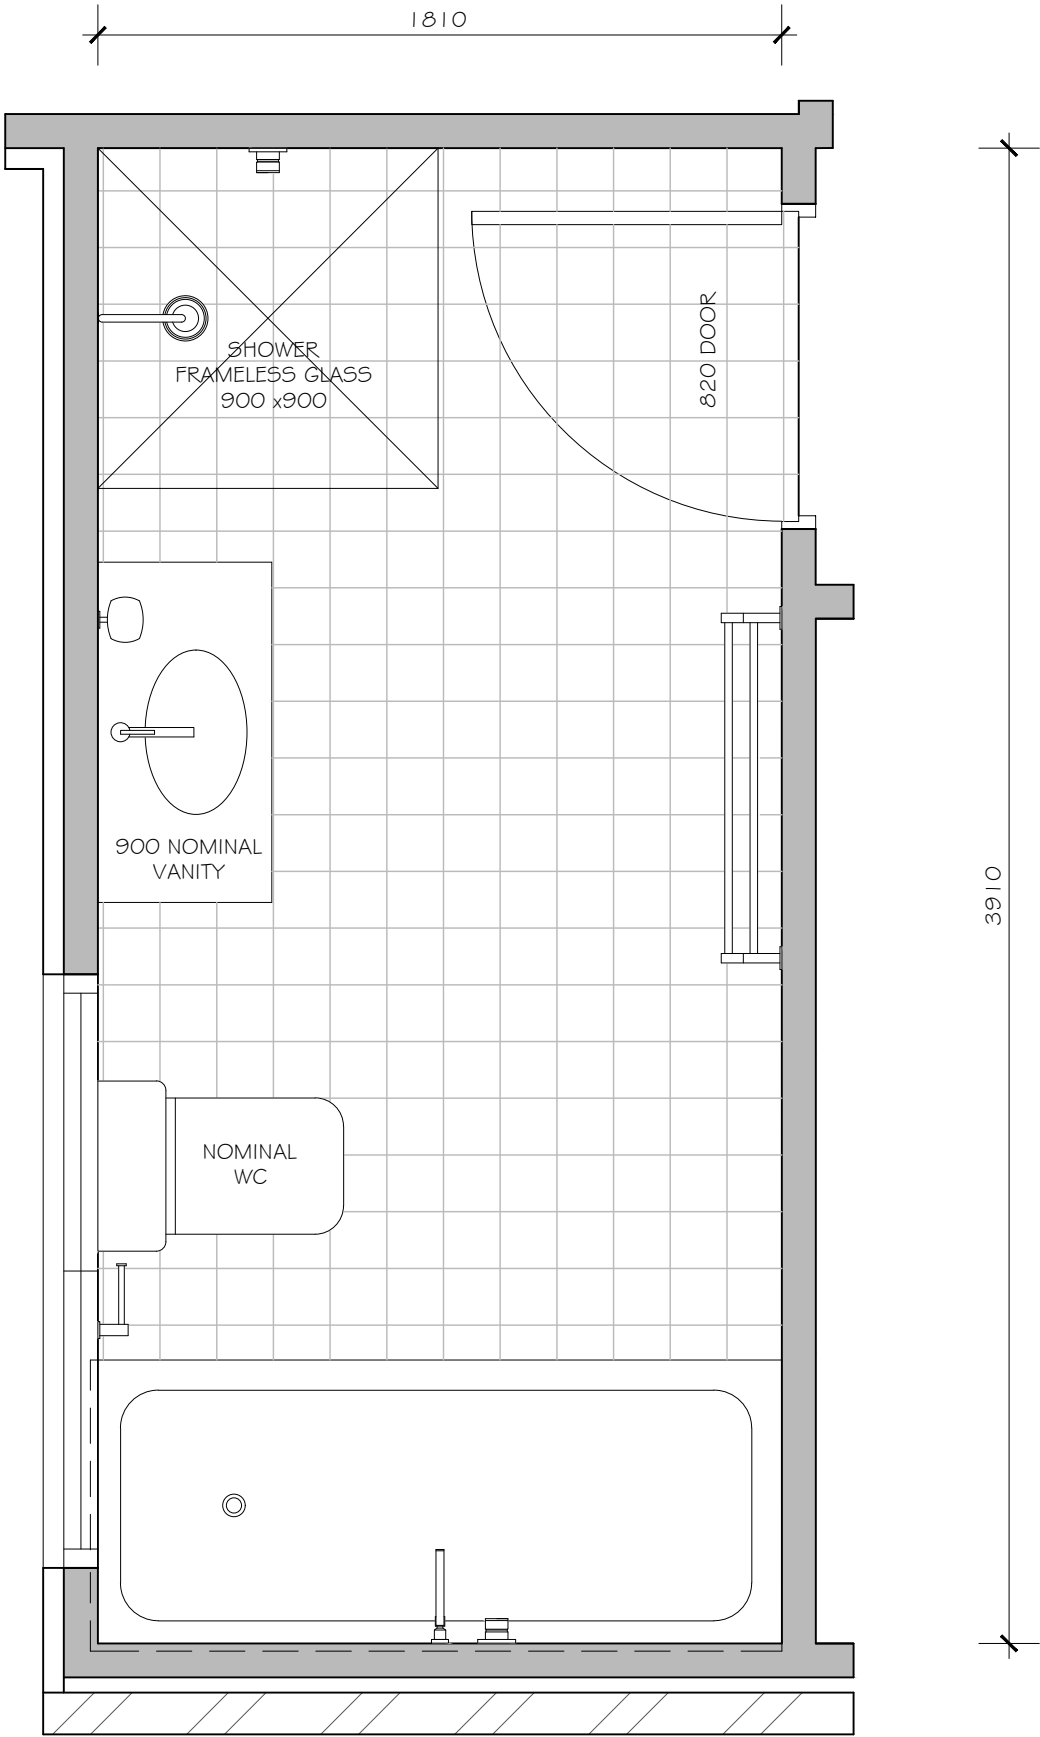 1810
820 DOOR
SHOWER
FRAMELESS GLASS
900 x900
900 NOMINAL
VANITY
3910
NOMINAL
WC